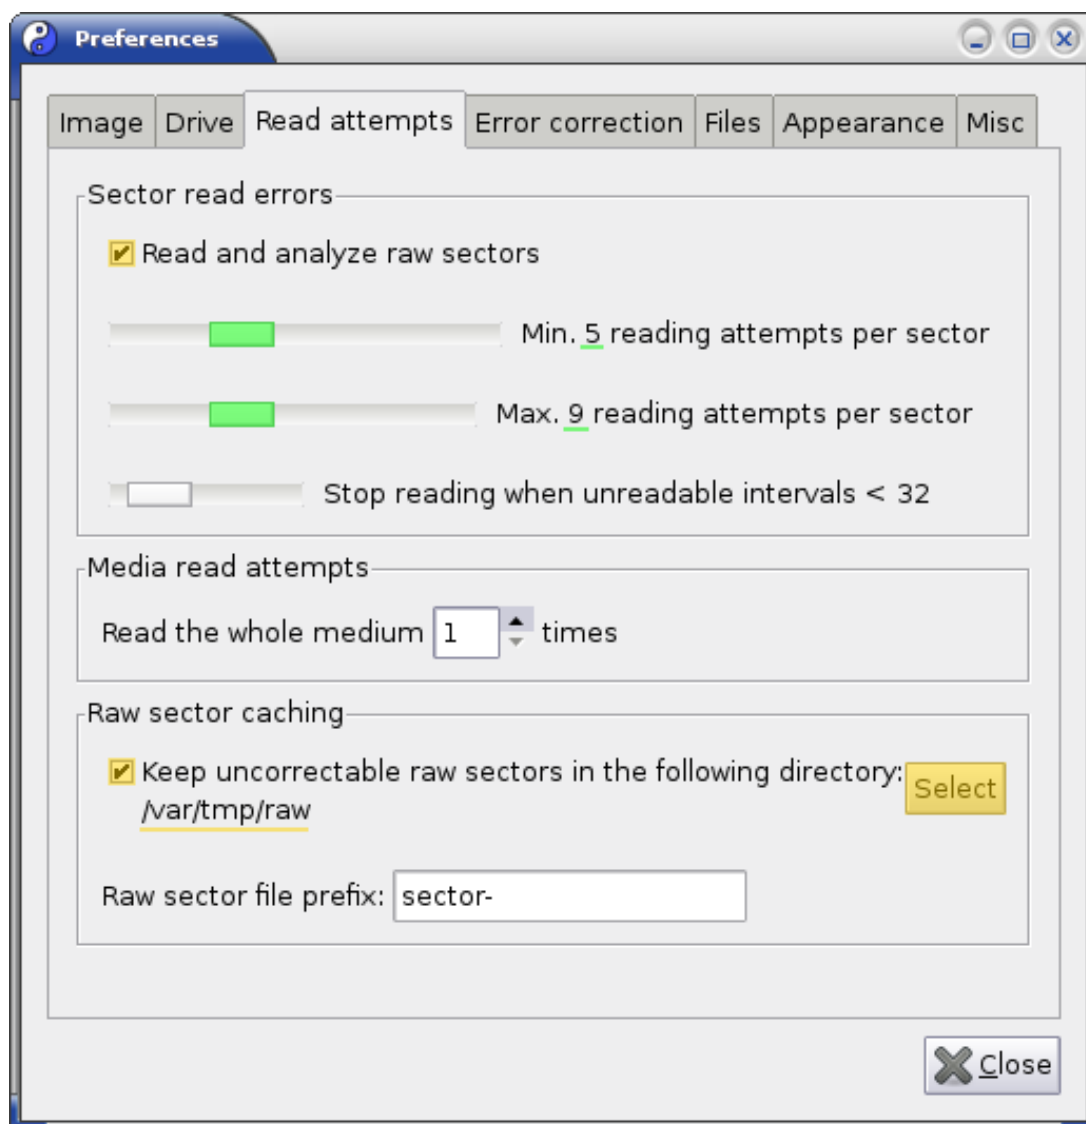 Preferences
Image Drive Read attempts Error correction Files Appearance Misc
Sector read errors
Read and analyze raw sectors
Min. 5 reading attempts per sector
Max. 9 reading attempts per sector
Stop reading when unreadable intervals < 32
Media read attempts
Read the whole medium 1 times
Raw sector caching
Keep uncorrectable raw sectors in the following directory:
/var/tmp/raw
Select
Raw sector file prefix: sector-
Close